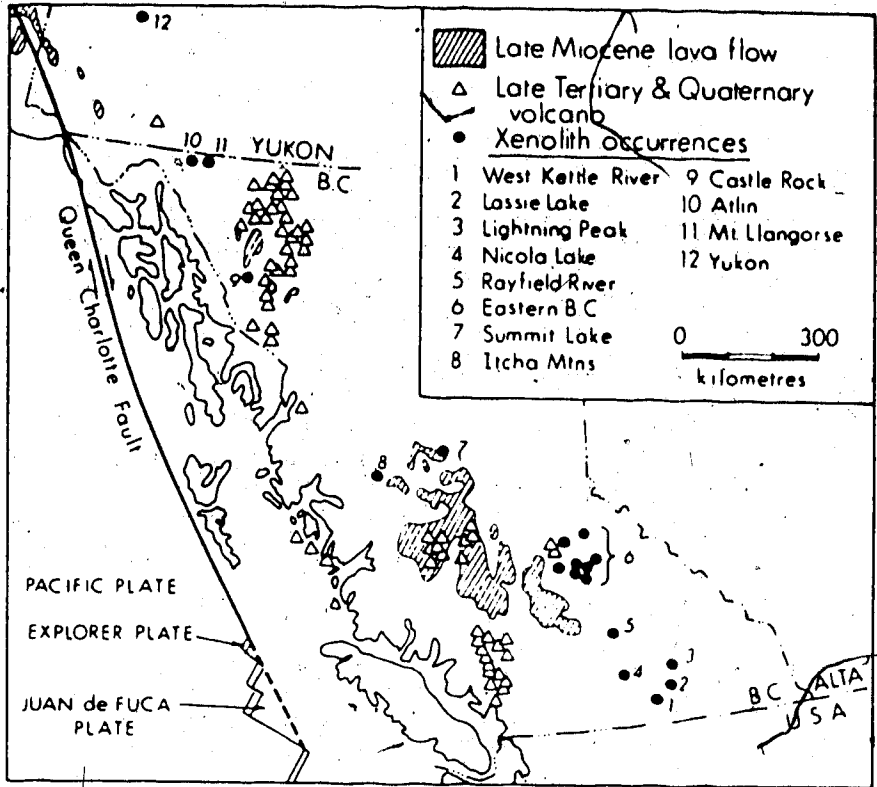 12
Late Miocene lava flow
Late Tertiary & Quaternary
volcano
Xenolith occurrences
1 West Kettle River
2 Lassie Lake
3 Lightning Peak
4 Nicola Lake
5 Rayfield River
6 Eastern B.C
7 Summit Lake
8 Itcha Mtns
9 Castle Rock
10 Atlin
11 Mt. Llangorse
12 Yukon
0 300
kilometres
10 11 YUKON
B.C
9
Queen Charlotte Fault
7
8
6
5
3
4
2
1
PACIFIC PLATE
EXPLORER PLATE
JUAN de FUCA
PLATE
B C ALTA
U S A